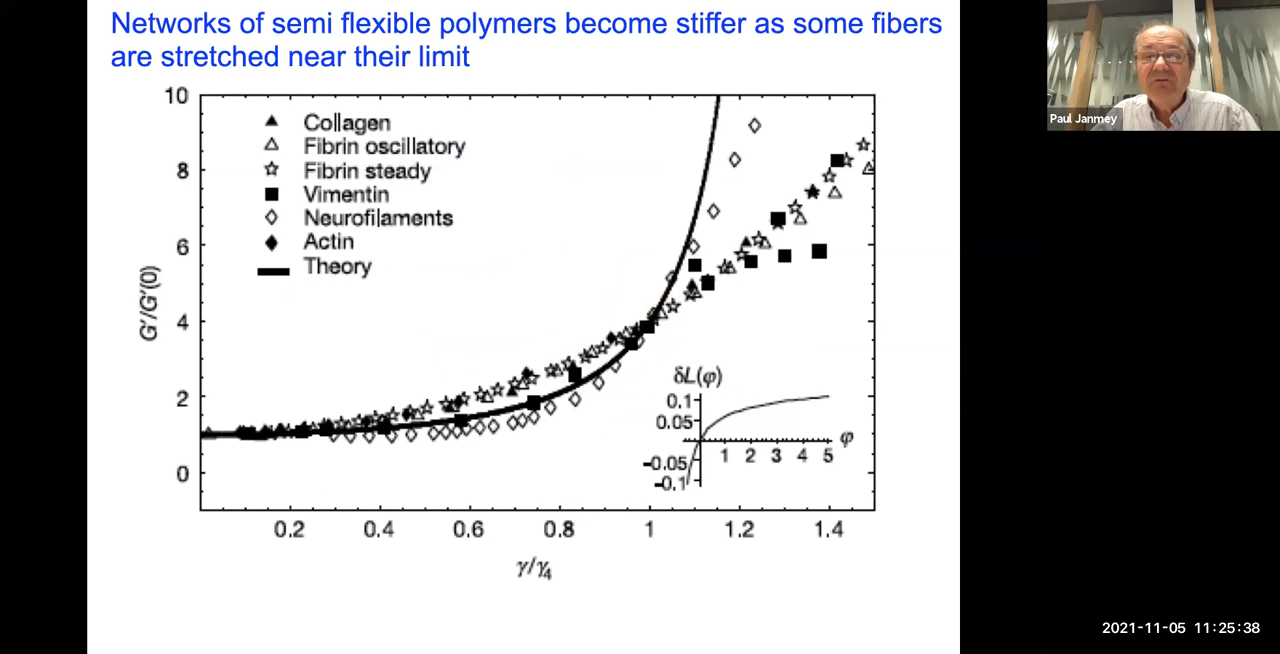 Networks of semi flexible polymers become stiffer as some fibers
are stretched near their limit
Paul Janmey
10
8
6
4
2
0
G′/G′(0)
Collagen
Fibrin oscillatory
Fibrin steady
Vimentin
Neurofilaments
Actin
Theory
δL(φ)
0.1
0.05
-0.05
-0.1
1 2 3 4 5
φ
0.2 0.4 0.6 0.8 1 1.2 1.4
γ/γ4
2021-11-05 11:25:38